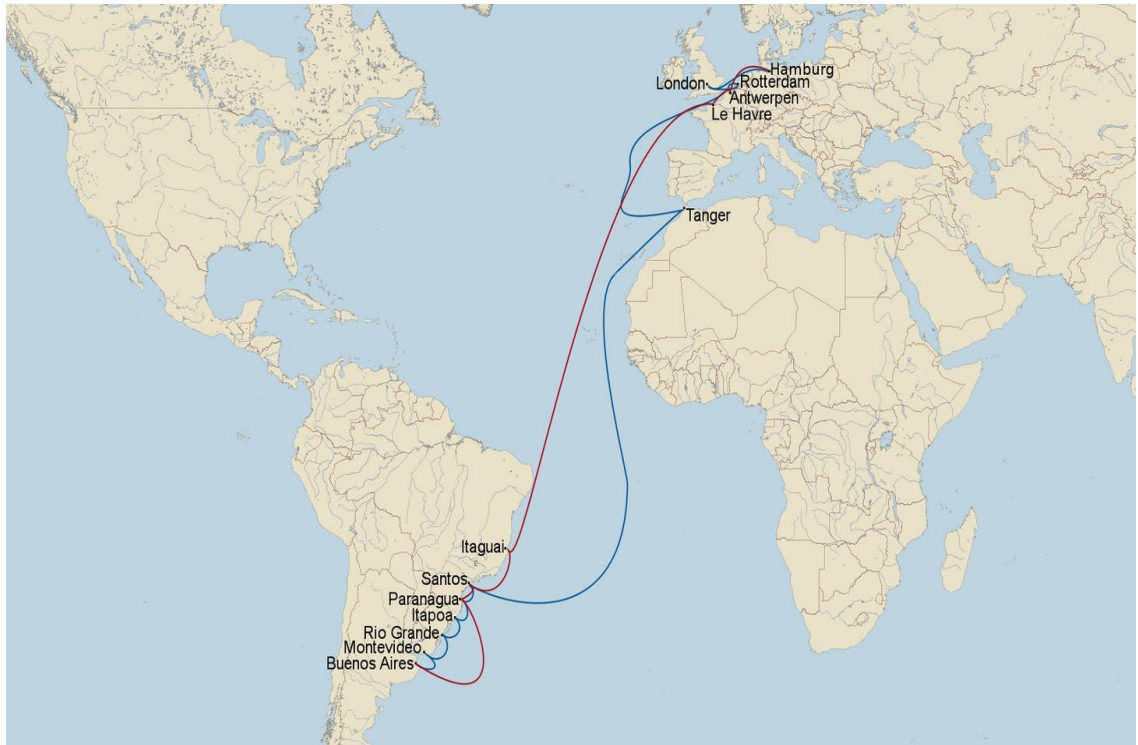 Hamburg
London
Rotterdam
Antwerpen
Le Havre
Tanger
Itaguai
Santos
Paranagua
Itapoa
Rio Grande
Montevideo
Buenos Aires